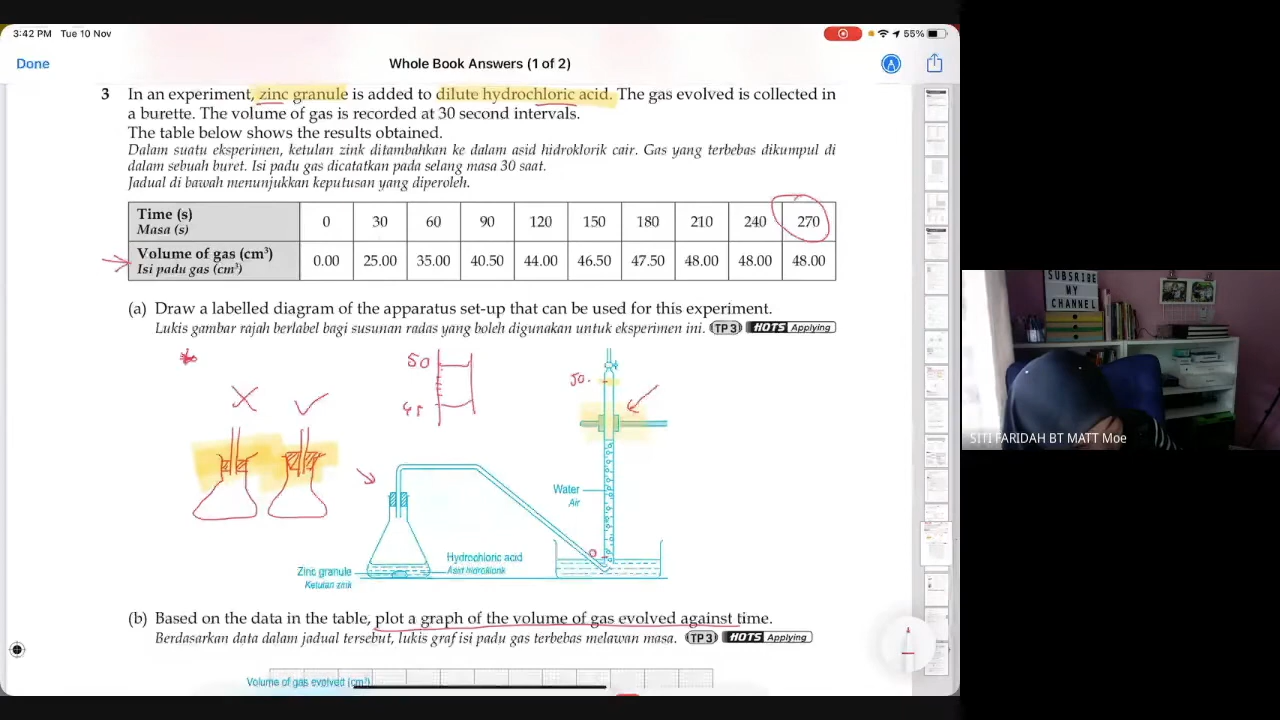 3:42 PM Tue 10 Nov
55%
Done
Whole Book Answers (1 of 2)
3 In an experiment, zinc granule is added to dilute hydrochloric acid. The gas evolved is collected in
a burette. The volume of gas is recorded at 30 second intervals.
The table below shows the results obtained.
Dalam suatu eksperimen, ketulan zink ditambahkan ke dalam asid hidroklorik cair. Gas yang terbebas dikumpul di
dalam sebuah buret. Isi padu gas dicatatkan pada selang masa 30 saat.
Jadual di bawah menunjukkan keputusan yang diperoleh.
Time (s) 0 30 60 90 120 150 180 210 240 270
Masa (s)
Volume of gas (cm³) 0.00 25.00 35.00 40.50 44.00 46.50 47.50 48.00 48.00 48.00
Isi padu gas (cm³)
(a) Draw a labelled diagram of the apparatus set-up that can be used for this experiment.
Lukis gambar rajah berlabel bagi susunan radas yang boleh digunakan untuk eksperimen ini. TP 3 HOTS Applying
50
50.
45
Water
Air
0
Hydrochloric acid
Asid hidroklorik
Zinc granule
Ketulan zink
(b) Based on the data in the table, plot a graph of the volume of gas evolved against time.
Berdasarkan data dalam jadual tersebut, lukis graf isi padu gas terbebas melawan masa. TP 3 HOTS Applying
Volume of gas evolved (cm³)
SUBSRIBE
MY
CHANNEL
SITI FARIDAH BT MATT Moe